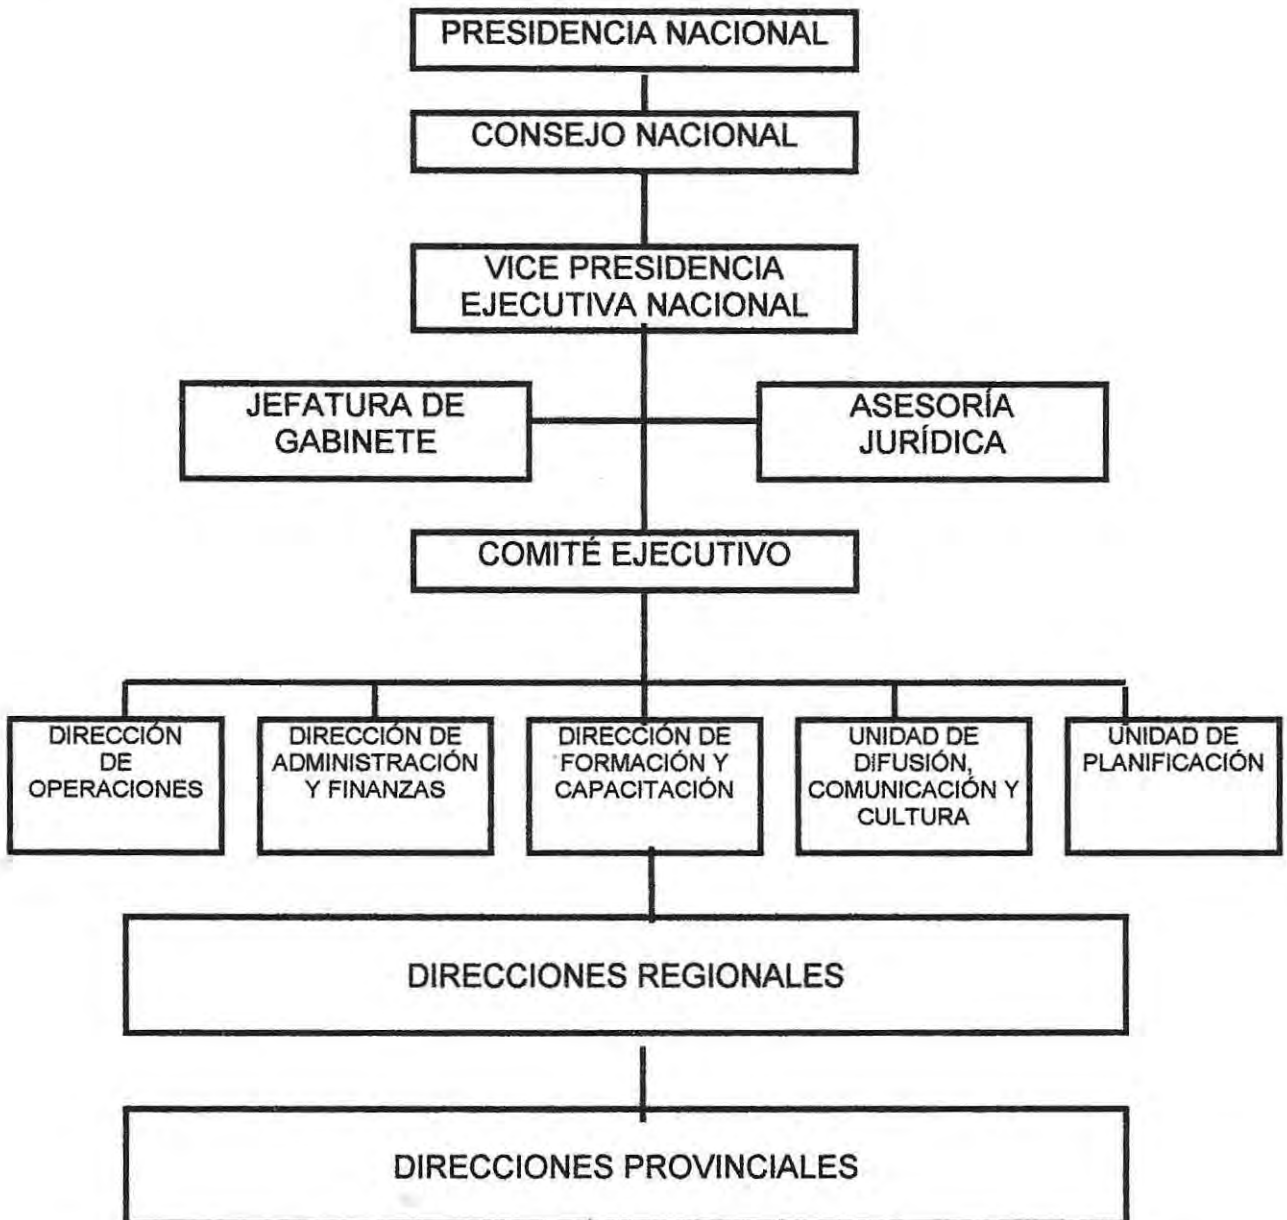 PRESIDENCIA NACIONAL
CONSEJO NACIONAL
VICE PRESIDENCIA
EJECUTIVA NACIONAL
JEFATURA DE
GABINETE
ASESORÍA
JURÍDICA
COMITÉ EJECUTIVO
DIRECCIÓN
DE
OPERACIONES
DIRECCIÓN DE
ADMINISTRACIÓN
Y FINANZAS
DIRECCIÓN DE
FORMACIÓN Y
CAPACITACIÓN
UNIDAD DE
DIFUSIÓN,
COMUNICACIÓN Y
CULTURA
UNIDAD DE
PLANIFICACIÓN
DIRECCIONES REGIONALES
DIRECCIONES PROVINCIALES